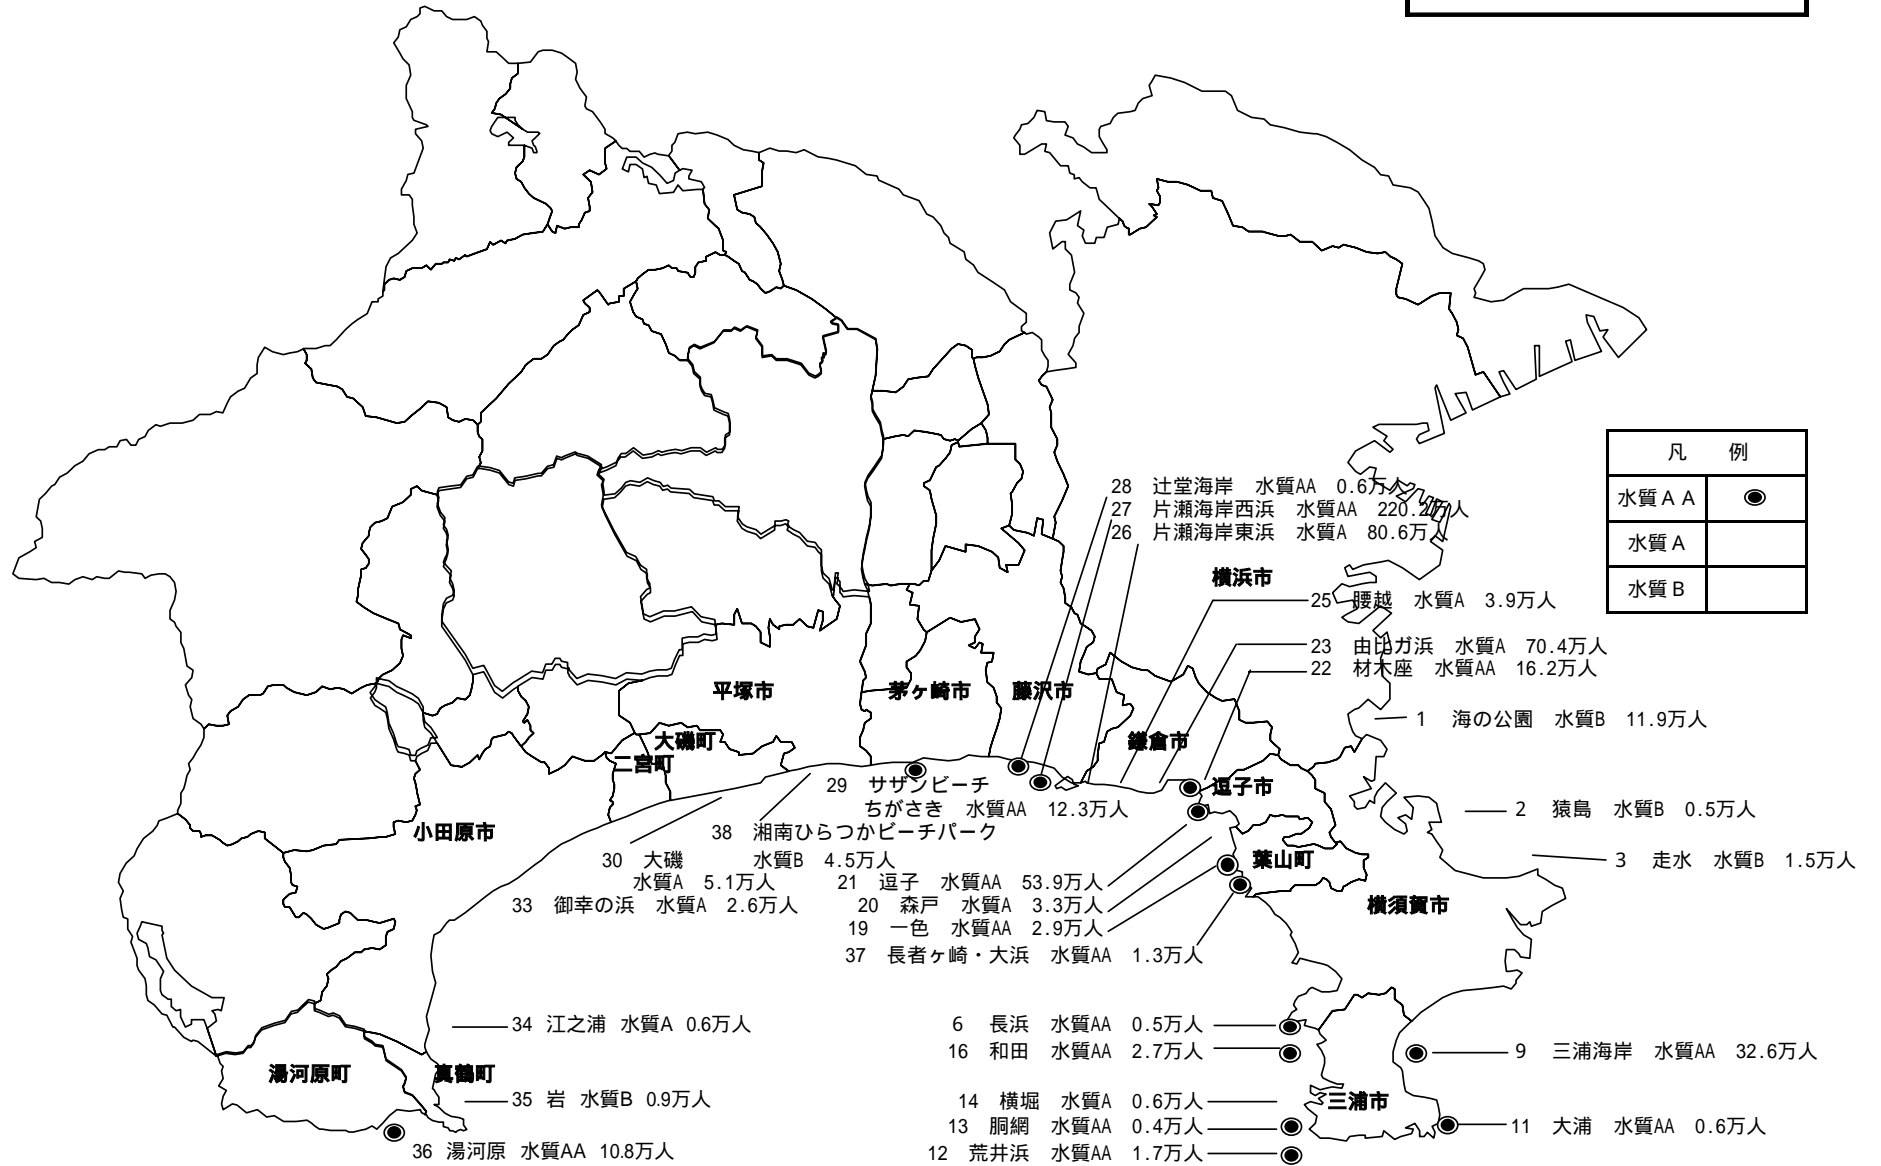 28 辻堂海岸 水質AA 0.6万人
27 片瀬海岸西浜 水質AA 220.2万人
26 片瀬海岸東浜 水質A 80.6万人
凡 例
水質ＡＡ
水質Ａ
水質Ｂ
横浜市
25 腰越 水質A 3.9万人
23 由比ガ浜 水質A 70.4万人
22 材木座 水質AA 16.2万人
平塚市
茅ヶ崎市
藤沢市
1 海の公園 水質B 11.9万人
大磯町
鎌倉市
二宮町
29 サザンビーチ
ちがさき 水質AA 12.3万人
逗子市
2 猿島 水質B 0.5万人
小田原市
38 湘南ひらつかビーチパーク
水質B 4.5万人
30 大磯
水質A 5.1万人
葉山町
3 走水 水質B 1.5万人
21 逗子 水質AA 53.9万人
33 御幸の浜 水質A 2.6万人
20 森戸 水質A 3.3万人
横須賀市
19 一色 水質AA 2.9万人
37 長者ヶ崎・大浜 水質AA 1.3万人
34 江之浦 水質A 0.6万人
6 長浜 水質AA 0.5万人
16 和田 水質AA 2.7万人
9 三浦海岸 水質AA 32.6万人
湯河原町
真鶴町
35 岩 水質B 0.9万人
14 横堀 水質A 0.6万人
三浦市
13 胴網 水質AA 0.4万人
11 大浦 水質AA 0.6万人
36 湯河原 水質AA 10.8万人
12 荒井浜 水質AA 1.7万人